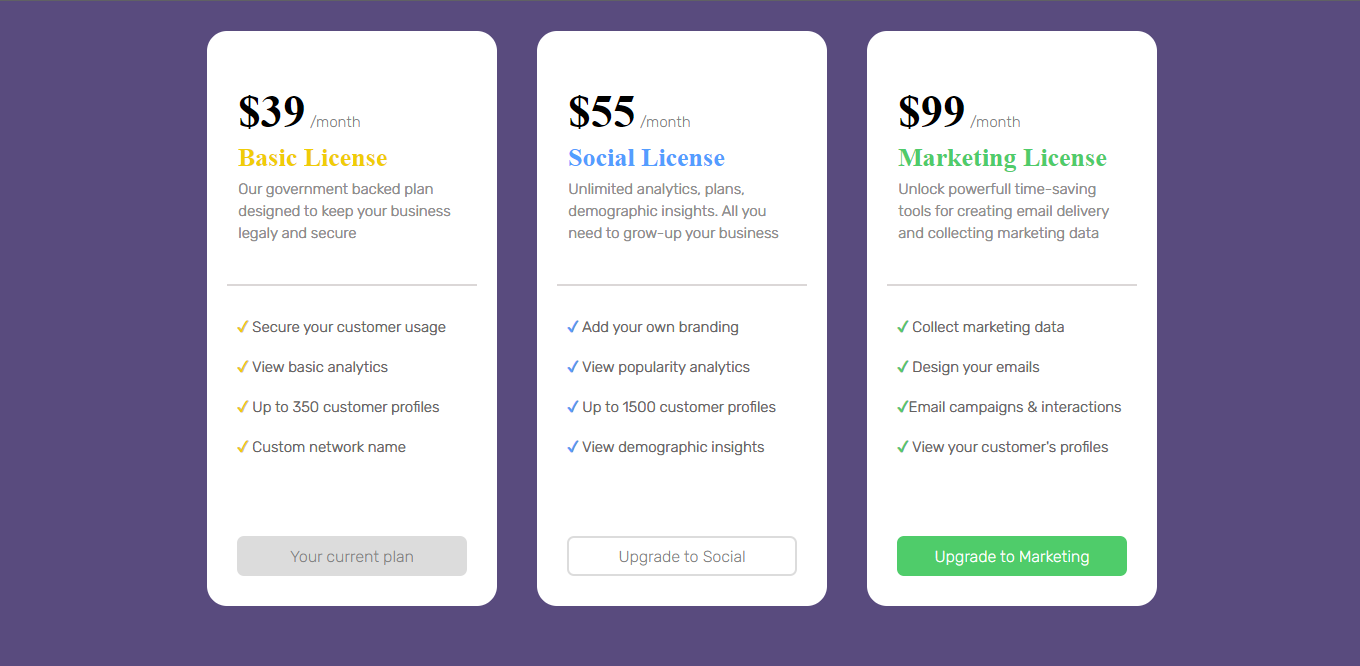 $39 /month
Basic License
Our government backed plan
designed to keep your business
legaly and secure
✓ Secure your customer usage
✓ View basic analytics
✓ Up to 350 customer profiles
✓ Custom network name
Your current plan
$55 /month
Social License
Unlimited analytics, plans,
demographic insights. All you
need to grow-up your business
✓ Add your own branding
✓ View popularity analytics
✓ Up to 1500 customer profiles
✓ View demographic insights
Upgrade to Social
$99 /month
Marketing License
Unlock powerfull time-saving
tools for creating email delivery
and collecting marketing data
✓ Collect marketing data
✓ Design your emails
✓Email campaigns & interactions
✓ View your customer's profiles
Upgrade to Marketing